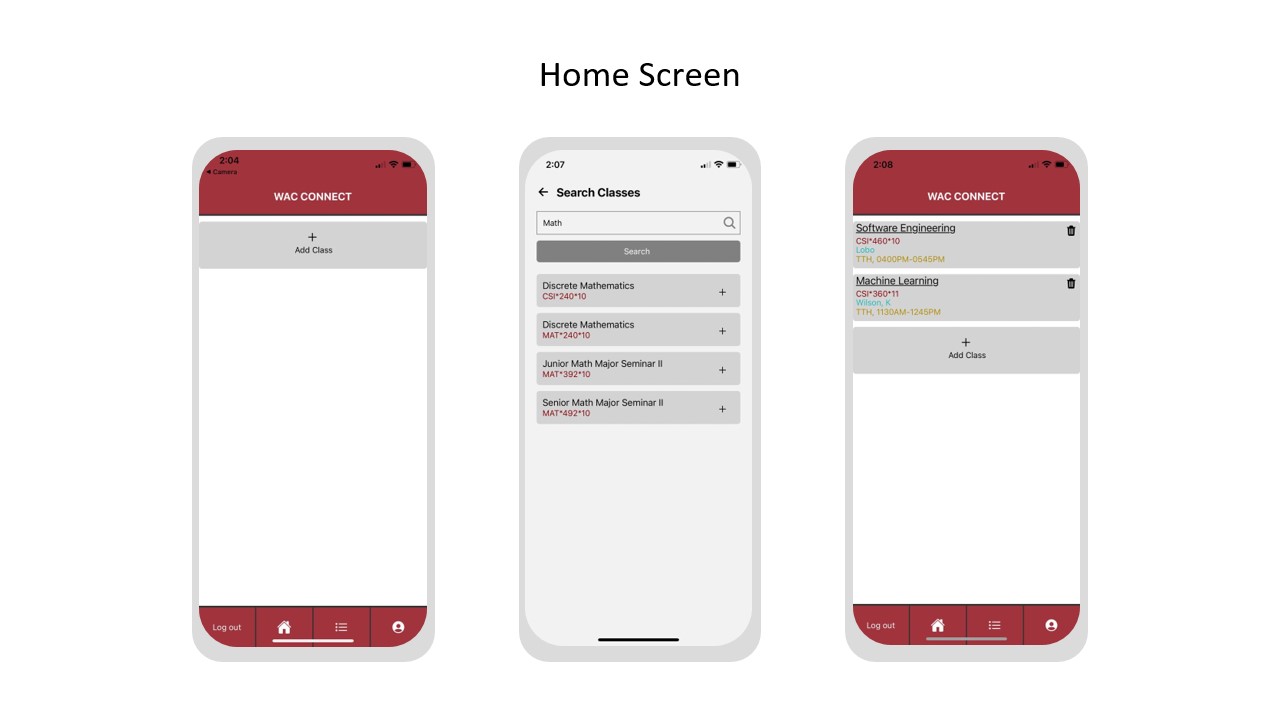 Home Screen
2:04
◀ Camera
WAC CONNECT
+
Add Class
Log out
2:07
← Search Classes
Math
Search
Discrete Mathematics
CSI*240*10
+
Discrete Mathematics
MAT*240*10
+
Junior Math Major Seminar II
MAT*392*10
+
Senior Math Major Seminar II
MAT*492*10
+
2:08
WAC CONNECT
Software Engineering
CSI*460*10
Lobo
TTH, 0400PM-0545PM
Machine Learning
CSI*360*11
Wilson, K
TTH, 1130AM-1245PM
+
Add Class
Log out